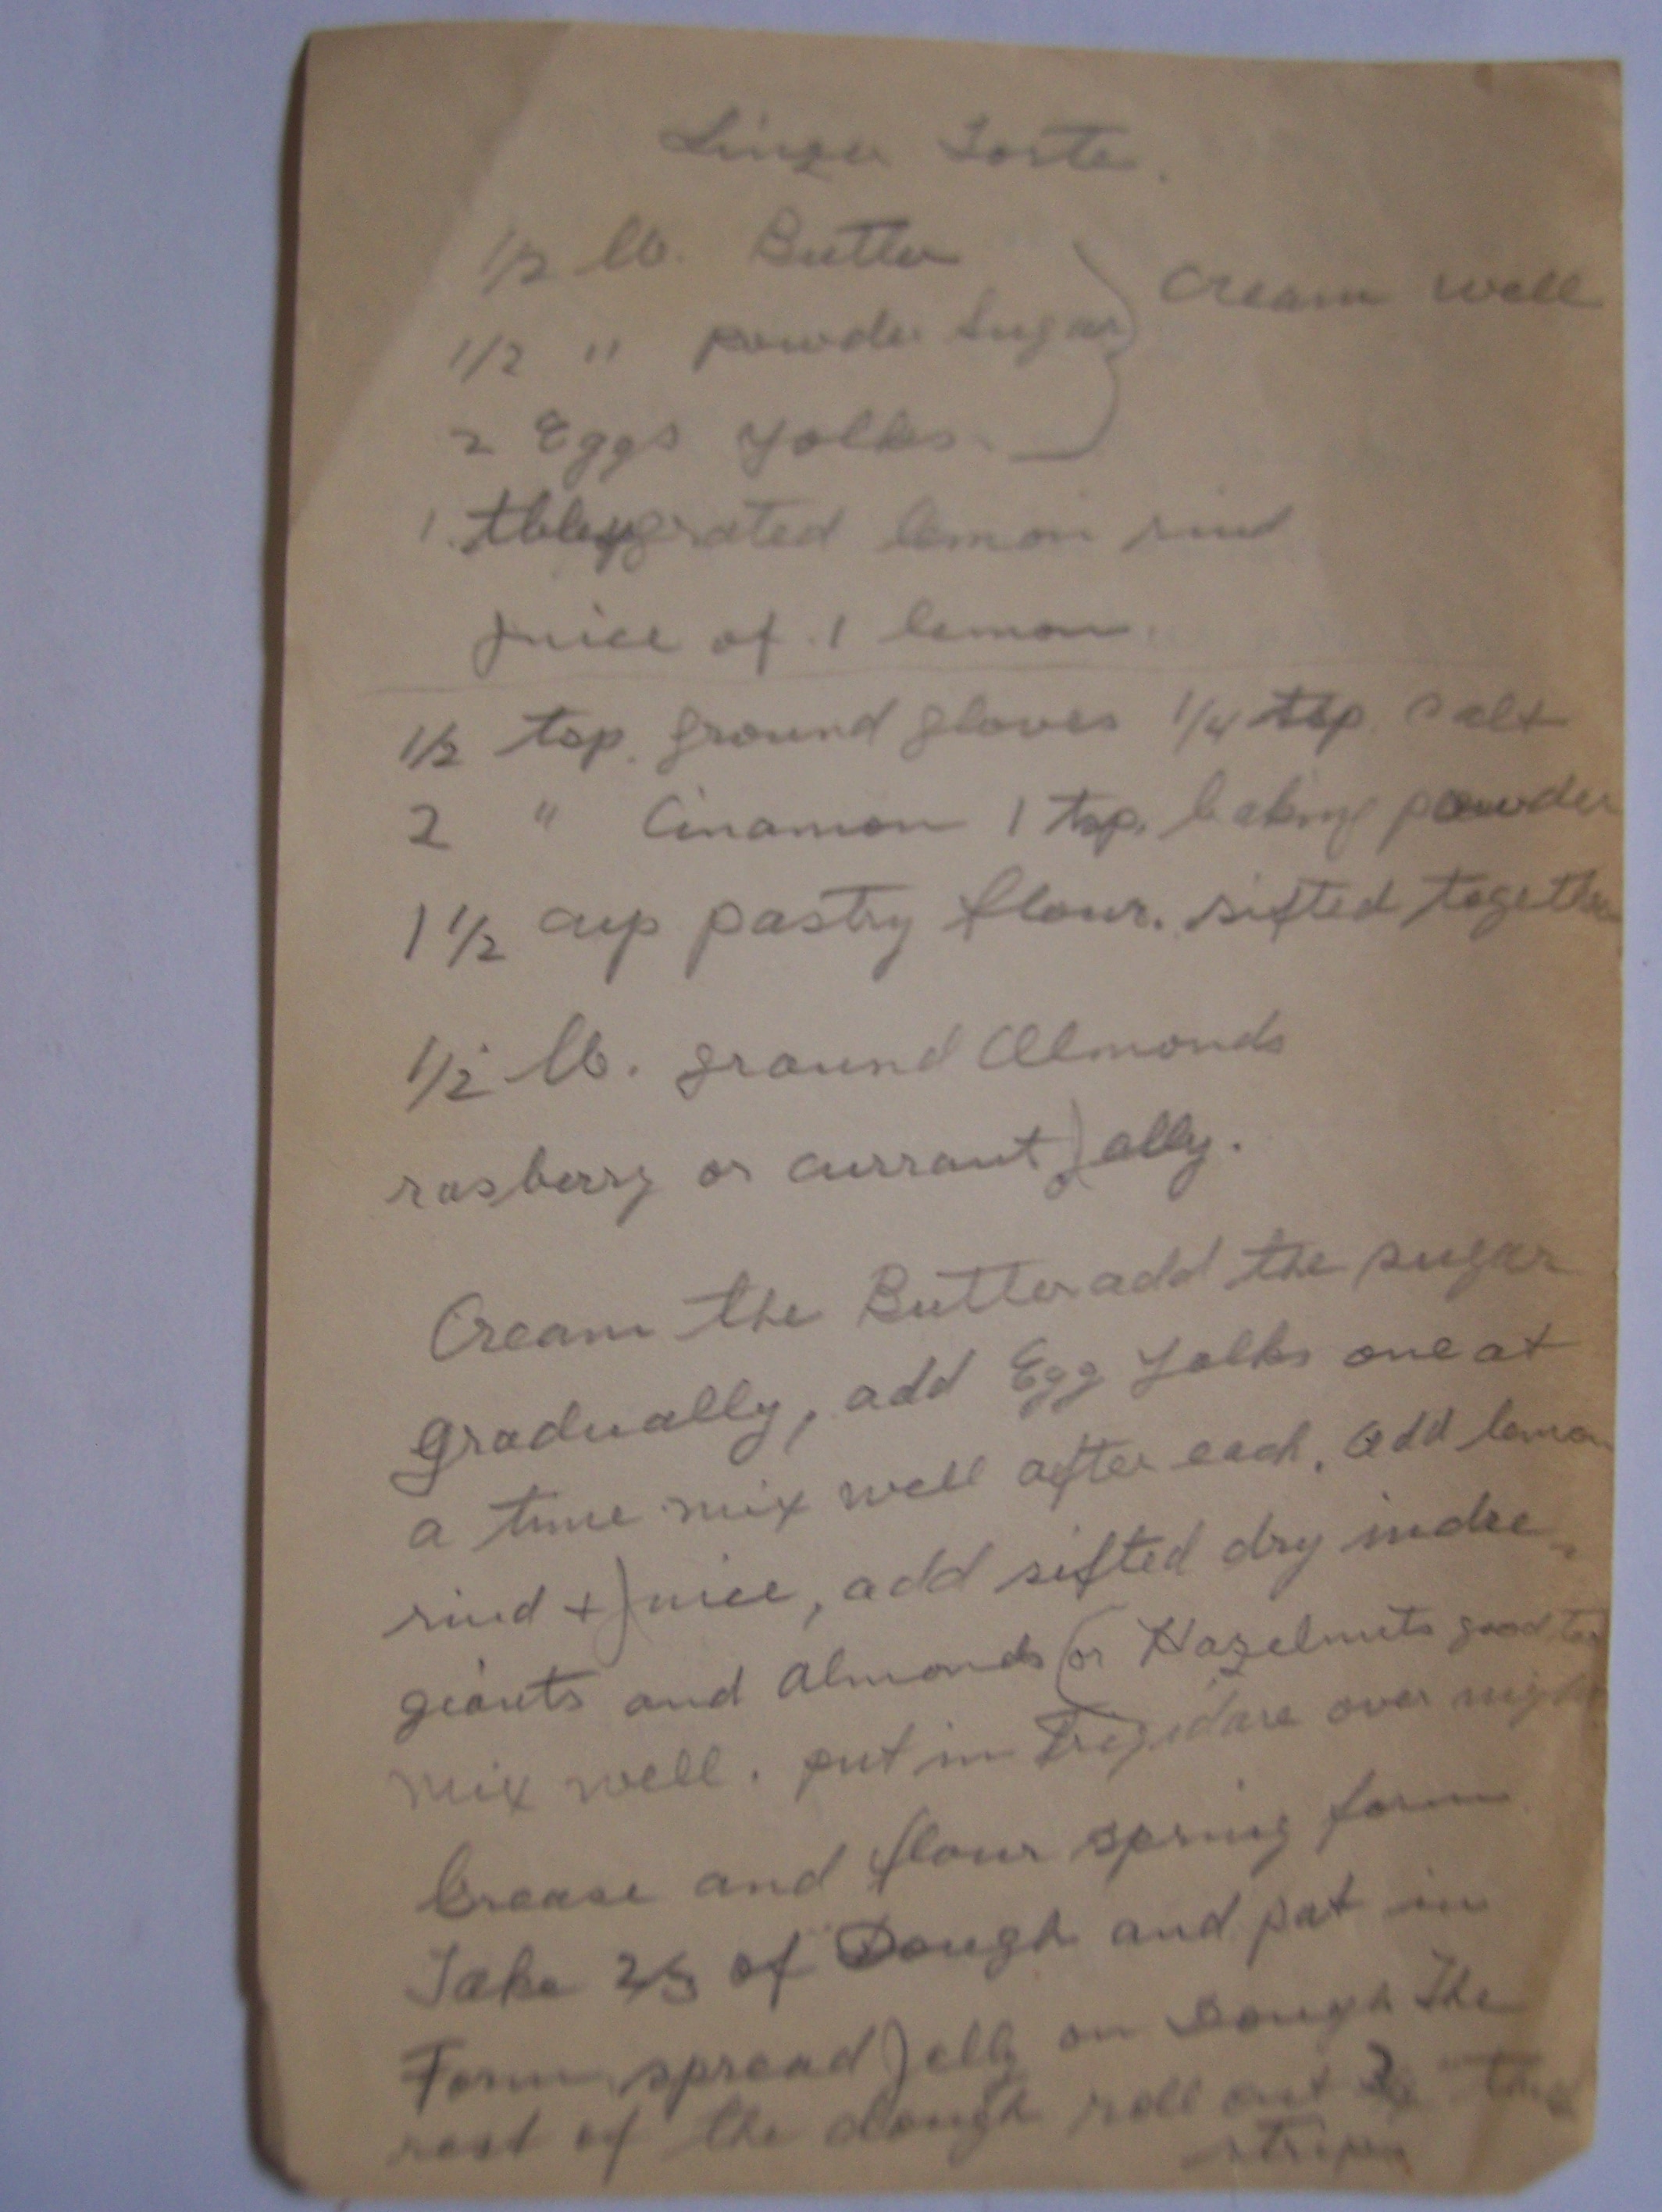 Linzer Torte.
1/2 lb. Butter
1/2 " powder Sugar Cream well
2 Eggs Yolks
1 grated lemon rind
juice of 1 lemon.
1/2 tsp. ground gloves 1/4 tsp. Salt
2 " Cinamon 1 tsp. baking powder
1 1/2 cup pastry flour. sifted together
1/2 lb. ground Almonds
rasberry or currant jelly.
Cream the Butter add the sugar
gradually, add Egg Yolks one at
a time mix well after each. Add lemon
rind + juice, add sifted dry indre-
giants and Almonds (or Hazelnuts good too)
mix well. put in Frigidare over night
Grease and flour spring form
Take 2/3 of Dough and pat in
Form, spread jelly on Dough The
rest of the dough roll out thick
stripes